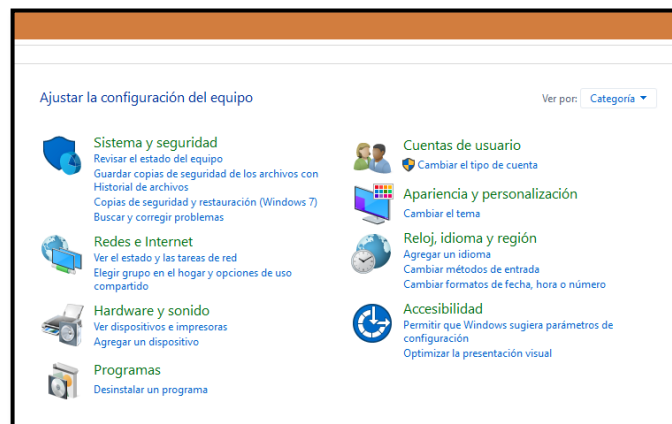 Ajustar la configuración del equipo
Ver por: Categoría
Sistema y seguridad
Revisar el estado del equipo
Guardar copias de seguridad de los archivos con
Historial de archivos
Copias de seguridad y restauración (Windows 7)
Buscar y corregir problemas
Redes e Internet
Ver el estado y las tareas de red
Elegir grupo en el hogar y opciones de uso
compartido
Hardware y sonido
Ver dispositivos e impresoras
Agregar un dispositivo
Programas
Desinstalar un programa
Cuentas de usuario
Cambiar el tipo de cuenta
Apariencia y personalización
Cambiar el tema
Reloj, idioma y región
Agregar un idioma
Cambiar métodos de entrada
Cambiar formatos de fecha, hora o número
Accesibilidad
Permitir que Windows sugiera parámetros de
configuración
Optimizar la presentación visual